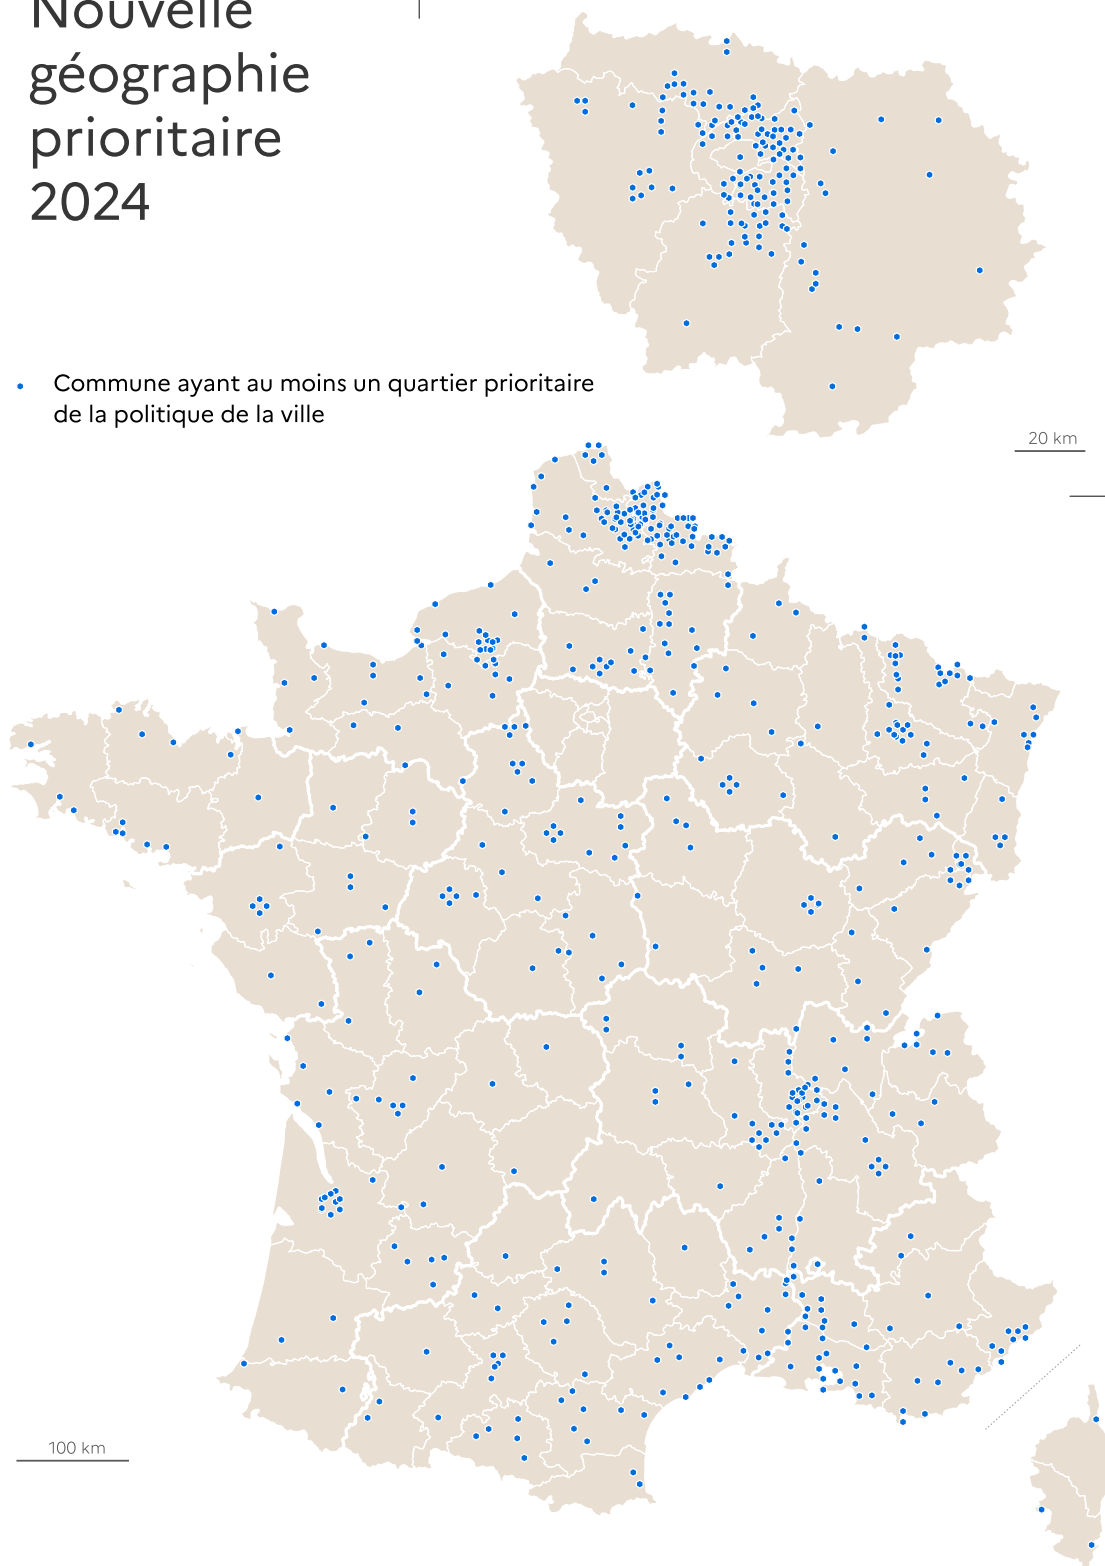 Nouvelle
géographie
prioritaire
2024
Commune ayant au moins un quartier prioritaire
de la politique de la ville
20 km
100 km